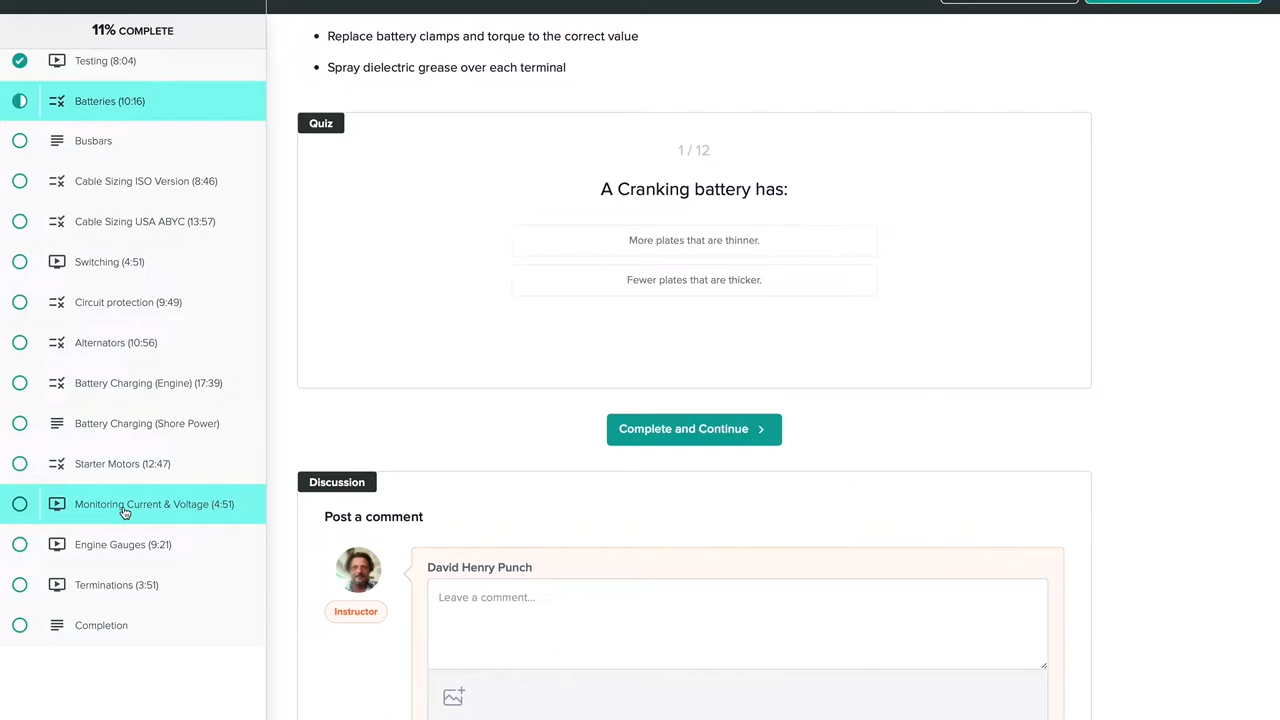 11% COMPLETE
Testing (8:04)
Batteries (10:16)
Busbars
Cable Sizing ISO Version (8:46)
Cable Sizing USA ABYC (13:57)
Switching (4:51)
Circuit protection (9:49)
Alternators (10:56)
Battery Charging (Engine) (17:39)
Battery Charging (Shore Power)
Starter Motors (12:47)
Monitoring Current & Voltage (4:51)
Engine Gauges (9:21)
Terminations (3:51)
Completion
Replace battery clamps and torque to the correct value
Spray dielectric grease over each terminal
Quiz
1 / 12
A Cranking battery has:
More plates that are thinner.
Fewer plates that are thicker.
Complete and Continue
Discussion
Post a comment
David Henry Punch
Leave a comment...
Instructor